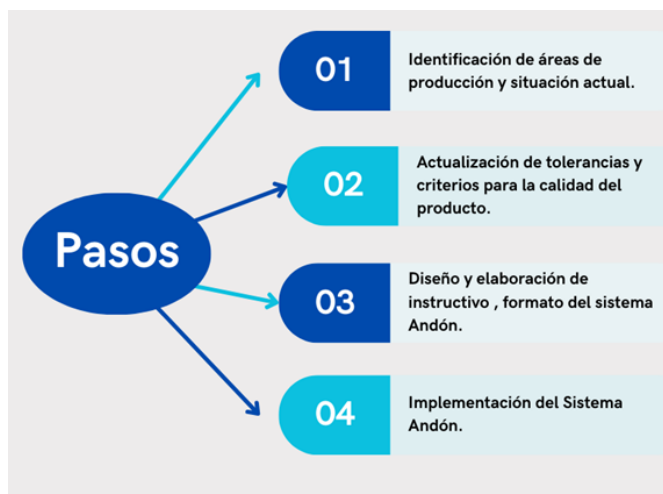 Pasos
01
Identificación de áreas de
producción y situación actual.
02
Actualización de tolerancias y
criterios para la calidad del
producto.
03
Diseño y elaboración de
instructivo , formato del sistema
Andón.
04
Implementación del Sistema
Andón.